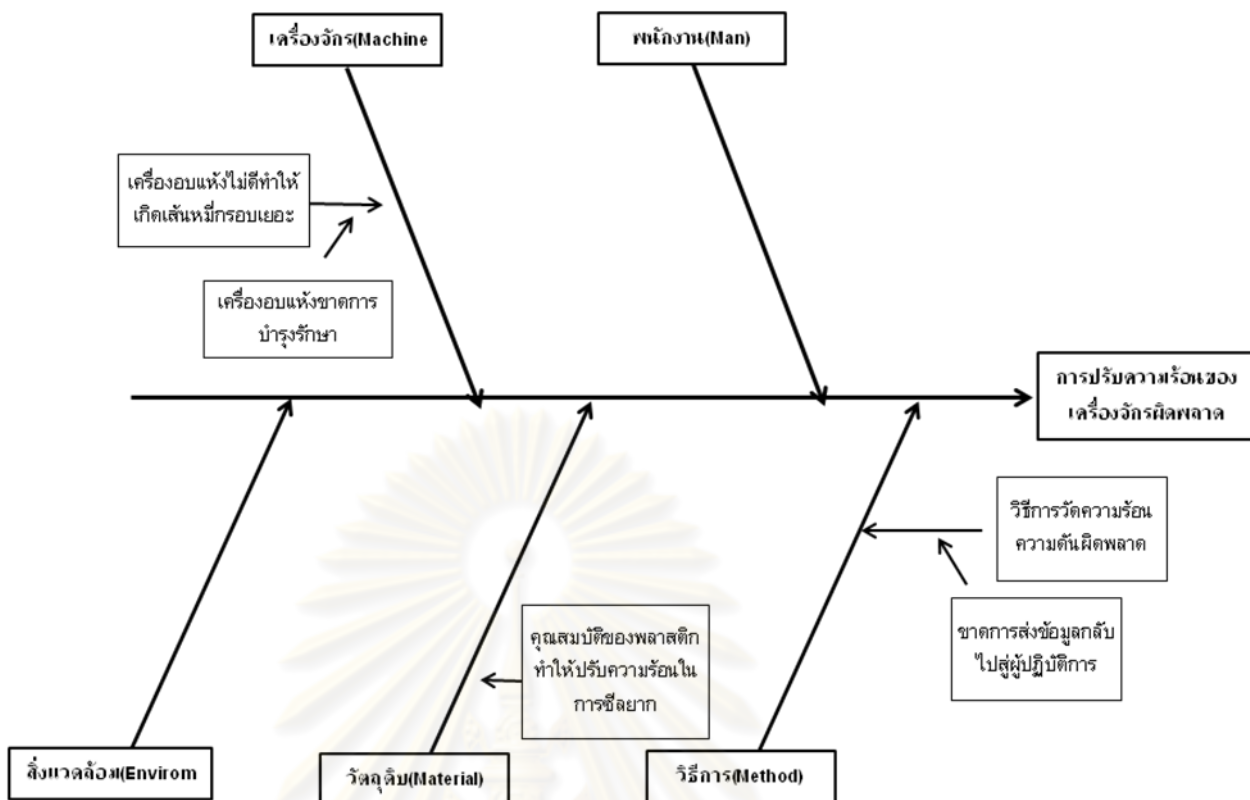 เครื่องจักร(Machine
พนักงาน(Man)
เครื่องอบแห้งไม่ดีทำให้
เกิดเส้นหมี่กรอบเยอะ
เครื่องอบแห้งขาดการ
บำรุงรักษา
การปรับความร้อนของ
เครื่องจักรผิดพลาด
วิธีการวัดความร้อน
ความดันผิดพลาด
ขาดการส่งข้อมูลกลับ
ไปสู่ผู้ปฏิบัติการ
คุณสมบัติของพลาสติก
ทำให้ปรับความร้อนใน
การซีลยาก
สิ่งแวดล้อม(Envirom
วัตถุดิบ(Material)
วิธีการ(Method)